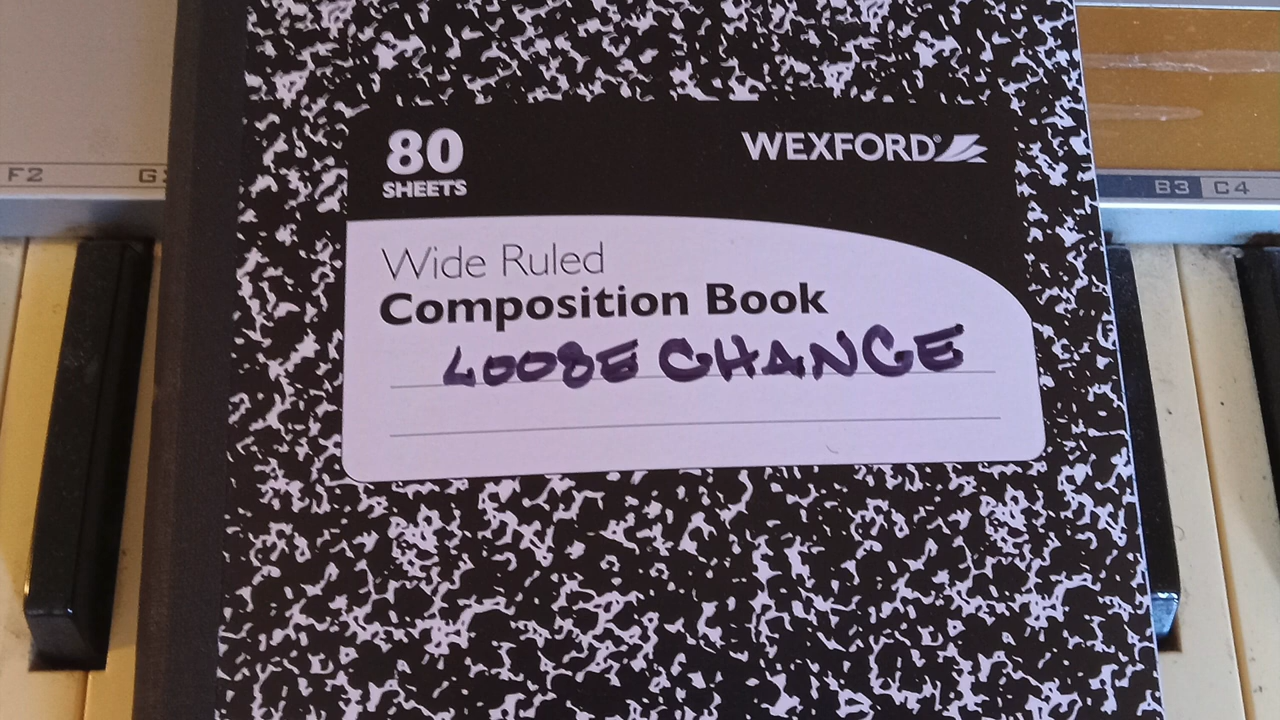 80
SHEETS
WEXFORD®
F2
B3 C4
Wide Ruled
Composition Book
LOOSE CHANGE